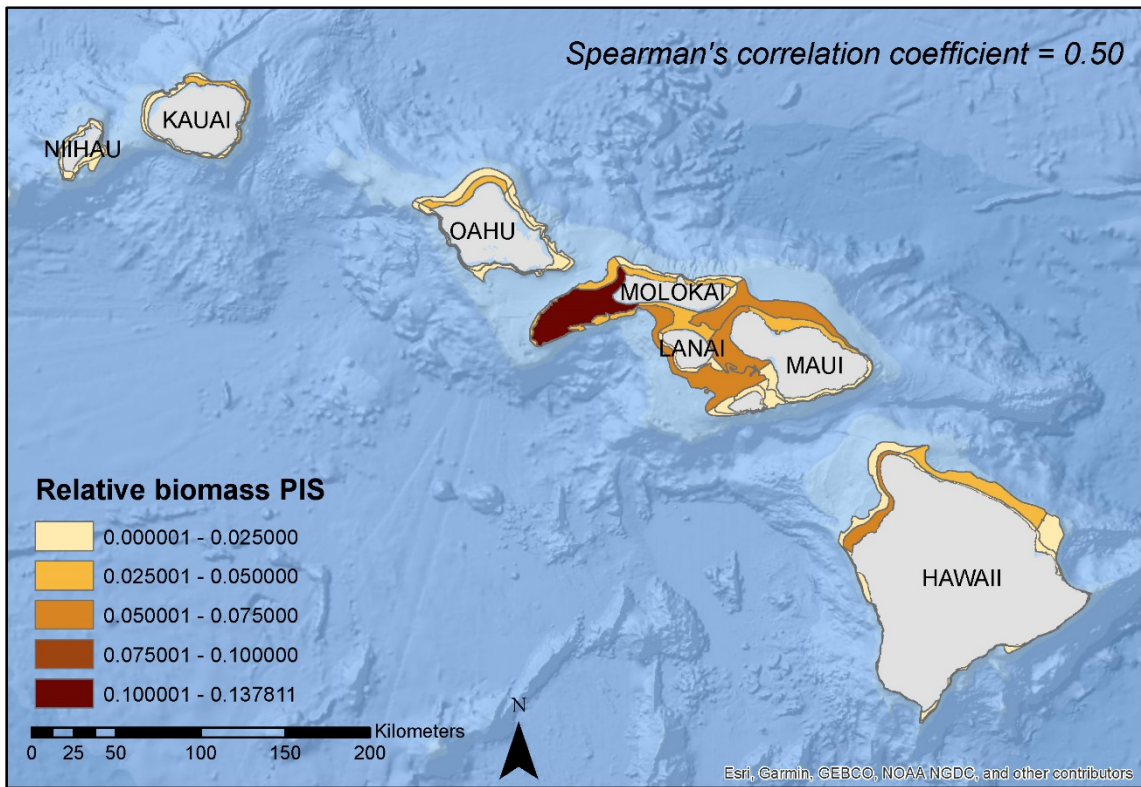 Spearman's correlation coefficient = 0.50
KAUAI
NIIHAU
OAHU
MOLOKAI
LANAI
MAUI
HAWAII
Relative biomass PIS
0.000001 - 0.025000
0.025001 - 0.050000
0.050001 - 0.075000
0.075001 - 0.100000
0.100001 - 0.137811
Kilometers
0 25 50 100 150 200
N
Esri, Garmin, GEBCO, NOAA NGDC, and other contributors